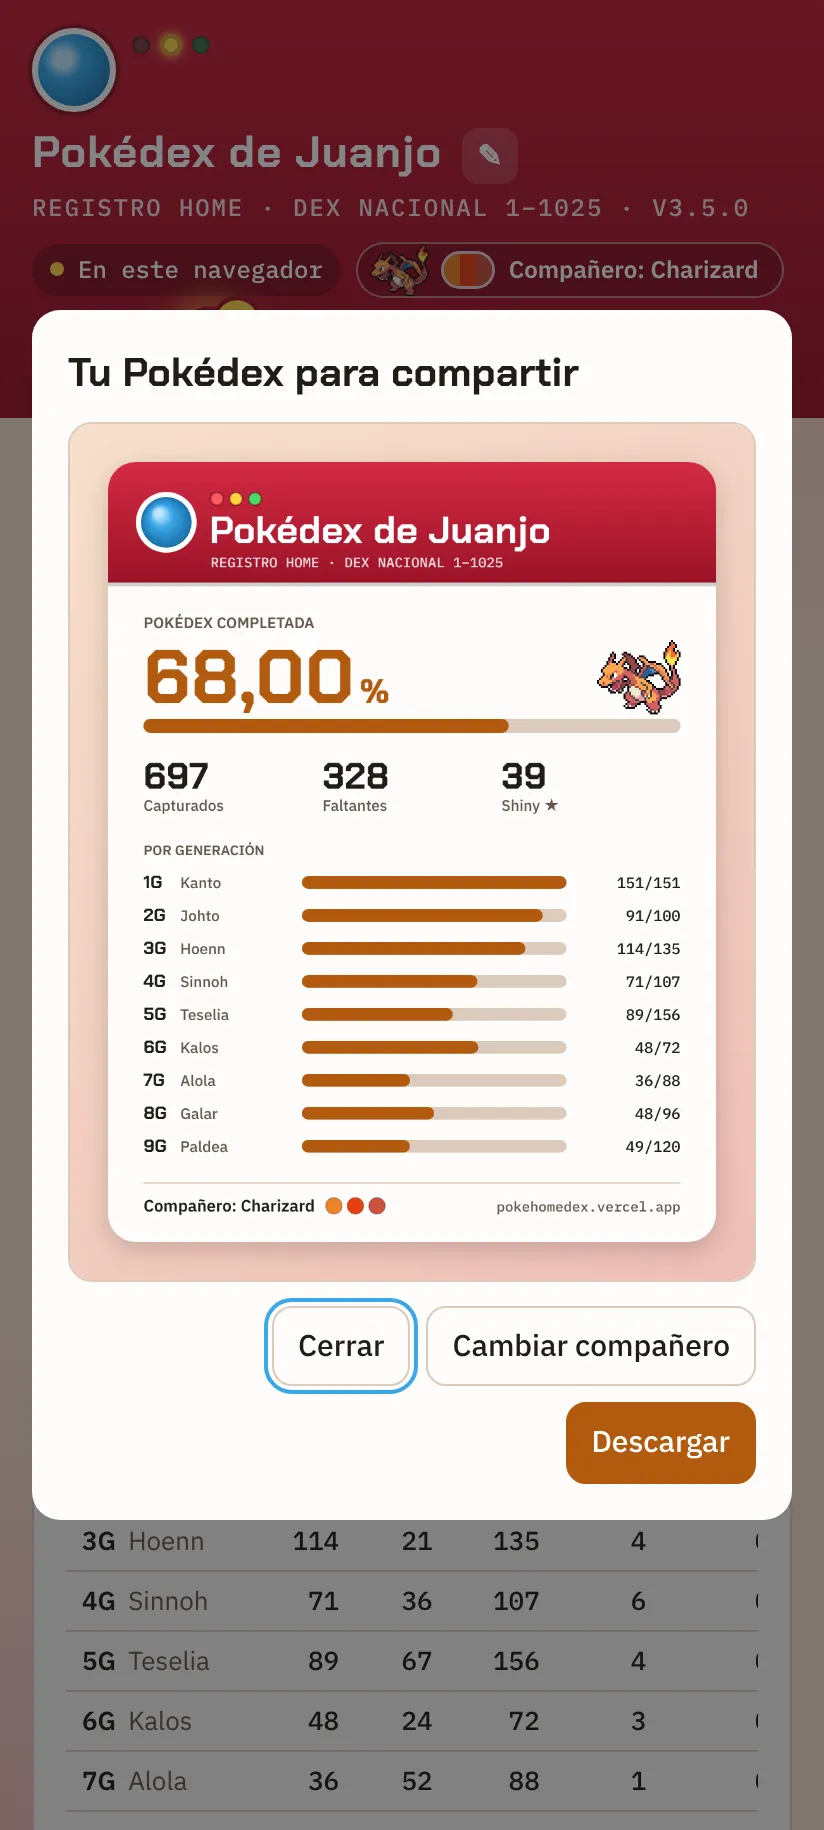 Pokédex de Juanjo ✎
REGISTRO HOME · DEX NACIONAL 1–1025 · V3.5.0
En este navegador
Compañero: Charizard
Tu Pokédex para compartir
Pokédex de Juanjo
REGISTRO HOME · DEX NACIONAL 1–1025
POKÉDEX COMPLETADA
68,00 %
697 328 39
Capturados Faltantes Shiny ★
POR GENERACIÓN
1G Kanto 151/151
2G Johto 91/100
3G Hoenn 114/135
4G Sinnoh 71/107
5G Teselia 89/156
6G Kalos 48/72
7G Alola 36/88
8G Galar 48/96
9G Paldea 49/120
Compañero: Charizard pokehomedex.vercel.app
Cerrar Cambiar compañero
Descargar
3G Hoenn 114 21 135 4
4G Sinnoh 71 36 107 6
5G Teselia 89 67 156 4
6G Kalos 48 24 72 3
7G Alola 36 52 88 1